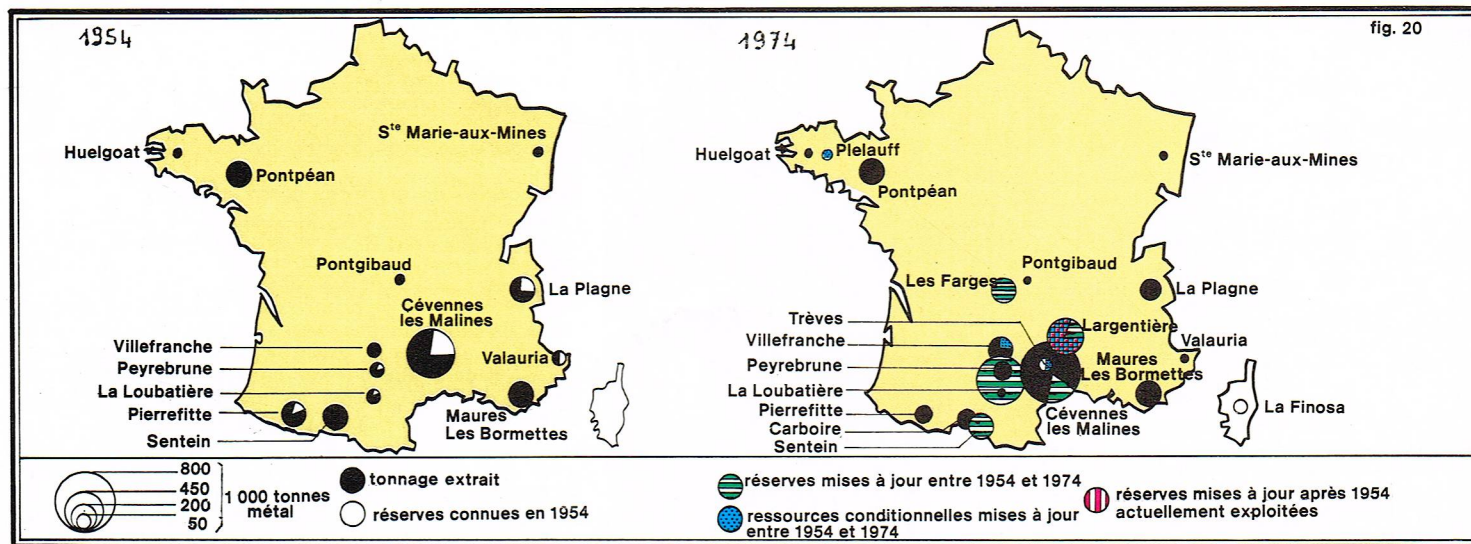 1954
1974
fig. 20
Huelgoat
Pontpéan
Ste Marie-aux-Mines
Pontgibaud
La Plagne
Cévennes
les Malines
Villefranche
Valauria
Peyrebrune
La Loubatière
Pierrefitte
Sentein
Maures
Les Bormettes
Huelgoat
Plelauff
Pontpéan
Ste Marie-aux-Mines
Pontgibaud
Les Farges
La Plagne
Trèves
Largentière
Villefranche
Valauria
Peyrebrune
Maures
Les Bormettes
La Loubatière
Pierrefitte
La Finosa
Carboire
Cévennes
les Malines
Sentein
800
450
200
50
1 000 tonnes
métal
tonnage extrait
réserves connues en 1954
réserves mises à jour entre 1954 et 1974
ressources conditionnelles mises à jour
entre 1954 et 1974
réserves mises à jour après 1954
actuellement exploitées